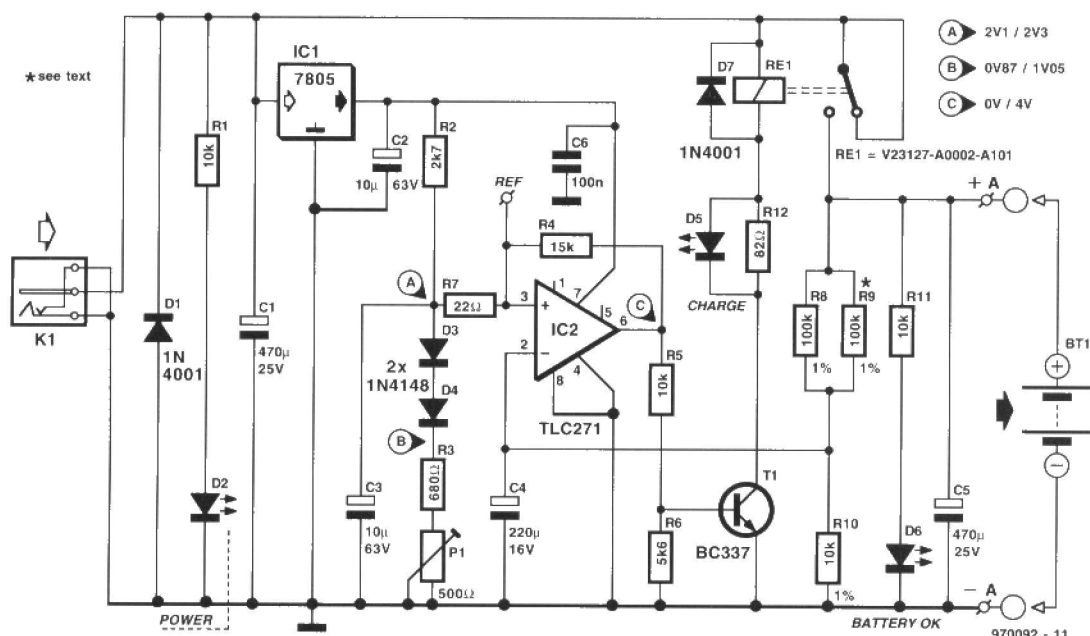 * see text
IC1
7805
R1
10k
C2
10µ
63V
R2
2k7
C6
100n
REF
R4
15k
D7
RE1
1N4001
A 2V1 / 2V3
B 0V87 / 1V05
C 0V / 4V
RE1 = V23127-A0002-A101
+ A
K1
D1
1N
4001
C1
470µ
25V
A
R7
22Ω
D3
2x
1N4148
D4
B
R3
680Ω
P1
500Ω
C3
10µ
63V
C4
220µ
16V
3
2
1
7
5
6
4
8
+
−
IC2
TLC271
C
R5
10k
R6
5k6
D5
CHARGE
R12
82Ω
T1
BC337
R8
100k
1%
*
R9
100k
1%
R11
10k
R10
10k
1%
D6
C5
470µ
25V
BT1
+
−
D2
POWER
BATTERY OK
− A
970092 - 11